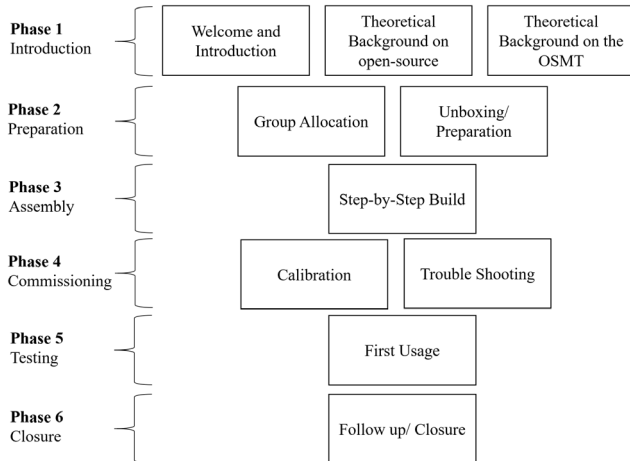 Phase 1
Introduction
Welcome and
Introduction
Theoretical
Background on
open-source
Theoretical
Background on the
OSMT
Phase 2
Preparation
Group Allocation
Unboxing/
Preparation
Phase 3
Assembly
Step-by-Step Build
Phase 4
Commissioning
Calibration
Trouble Shooting
Phase 5
Testing
First Usage
Phase 6
Closure
Follow up/ Closure